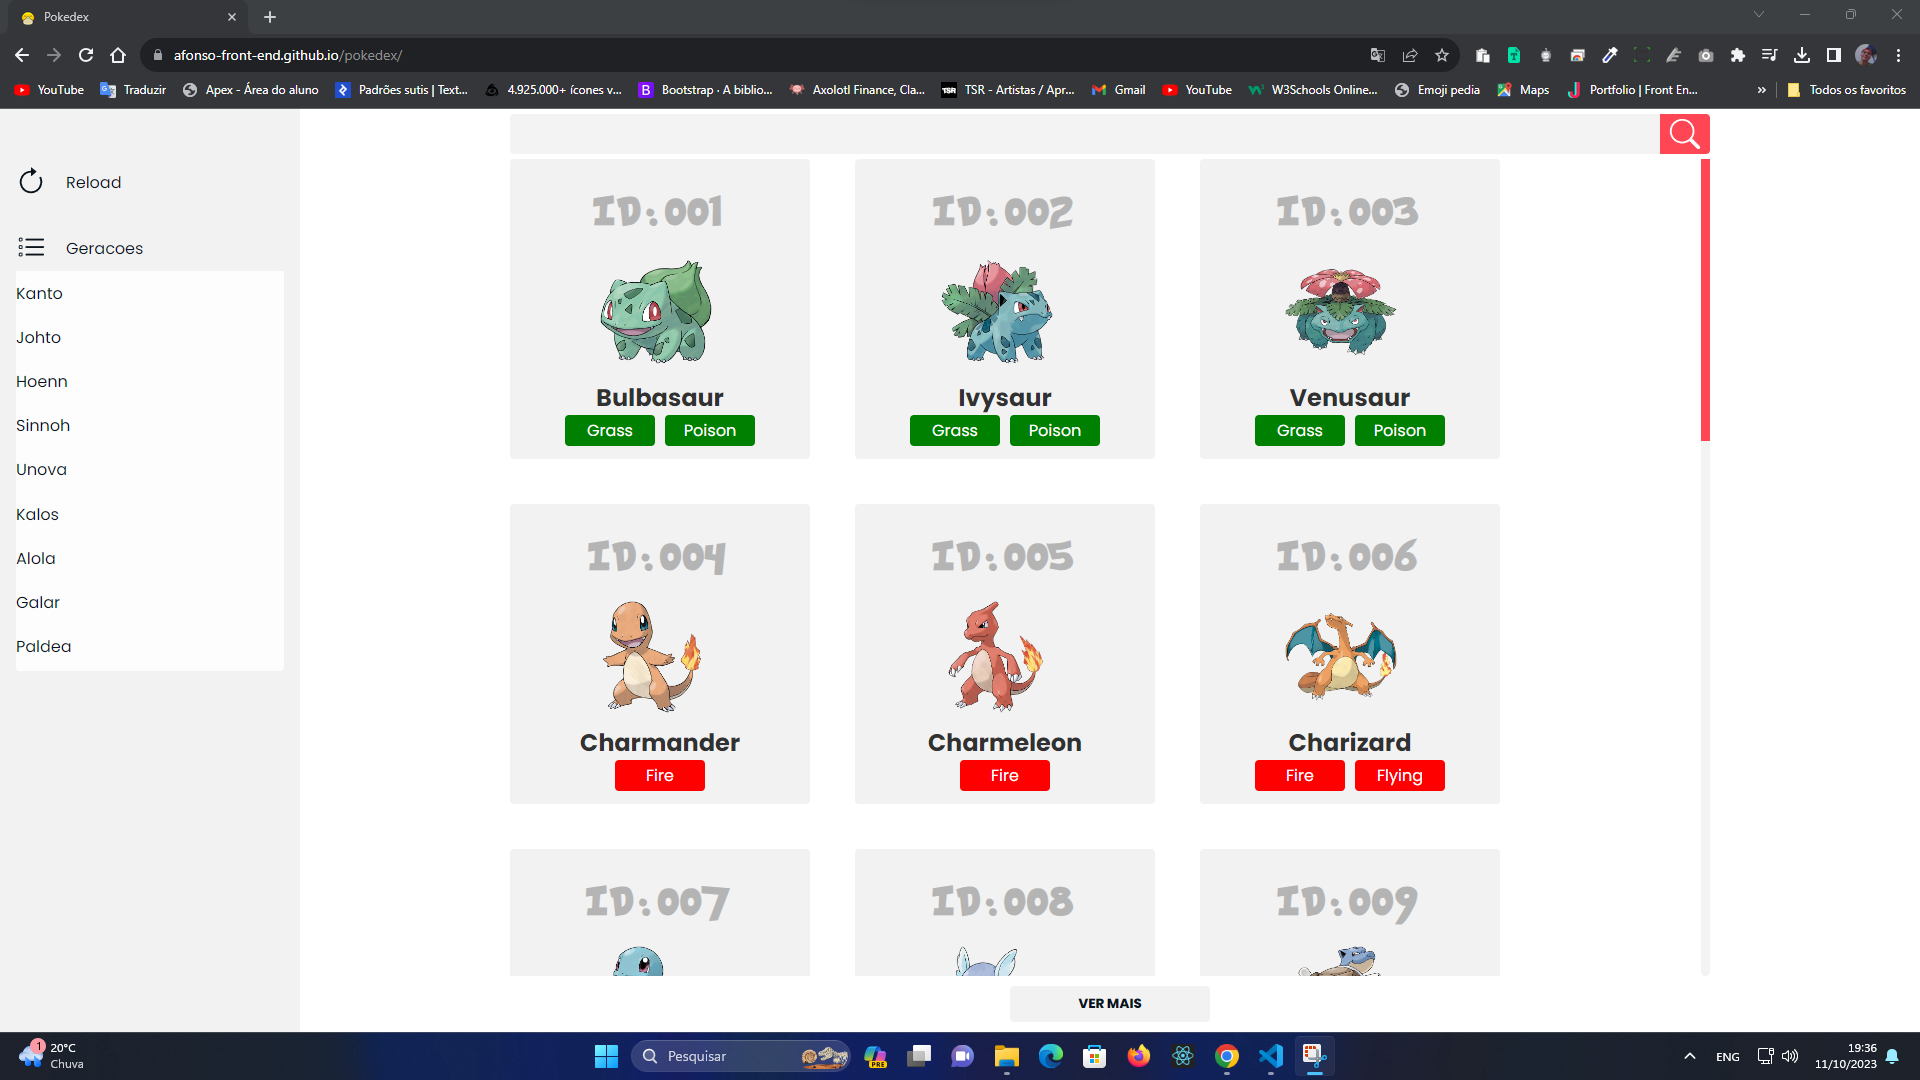 Pokedex
afonso-front-end.github.io/pokedex/
YouTube
Traduzir
Apex - Área do aluno
Padrões sutis | Text...
4.925.000+ ícones v...
Bootstrap · A biblio...
Axolotl Finance, Cla...
TSR - Artistas / Apr...
Gmail
YouTube
W3Schools Online...
Emoji pedia
Maps
Portfolio | Front En...
»
Todos os favoritos
Reload
Geracoes
Kanto
Johto
Hoenn
Sinnoh
Unova
Kalos
Alola
Galar
Paldea
ID:001
Bulbasaur
Grass Poison
ID:002
Ivysaur
Grass Poison
ID:003
Venusaur
Grass Poison
ID:004
Charmander
Fire
ID:005
Charmeleon
Fire
ID:006
Charizard
Fire Flying
ID:007
ID:008
ID:009
VER MAIS
1
20°C
Chuva
Pesquisar
PRE
ENG
19:36
11/10/2023